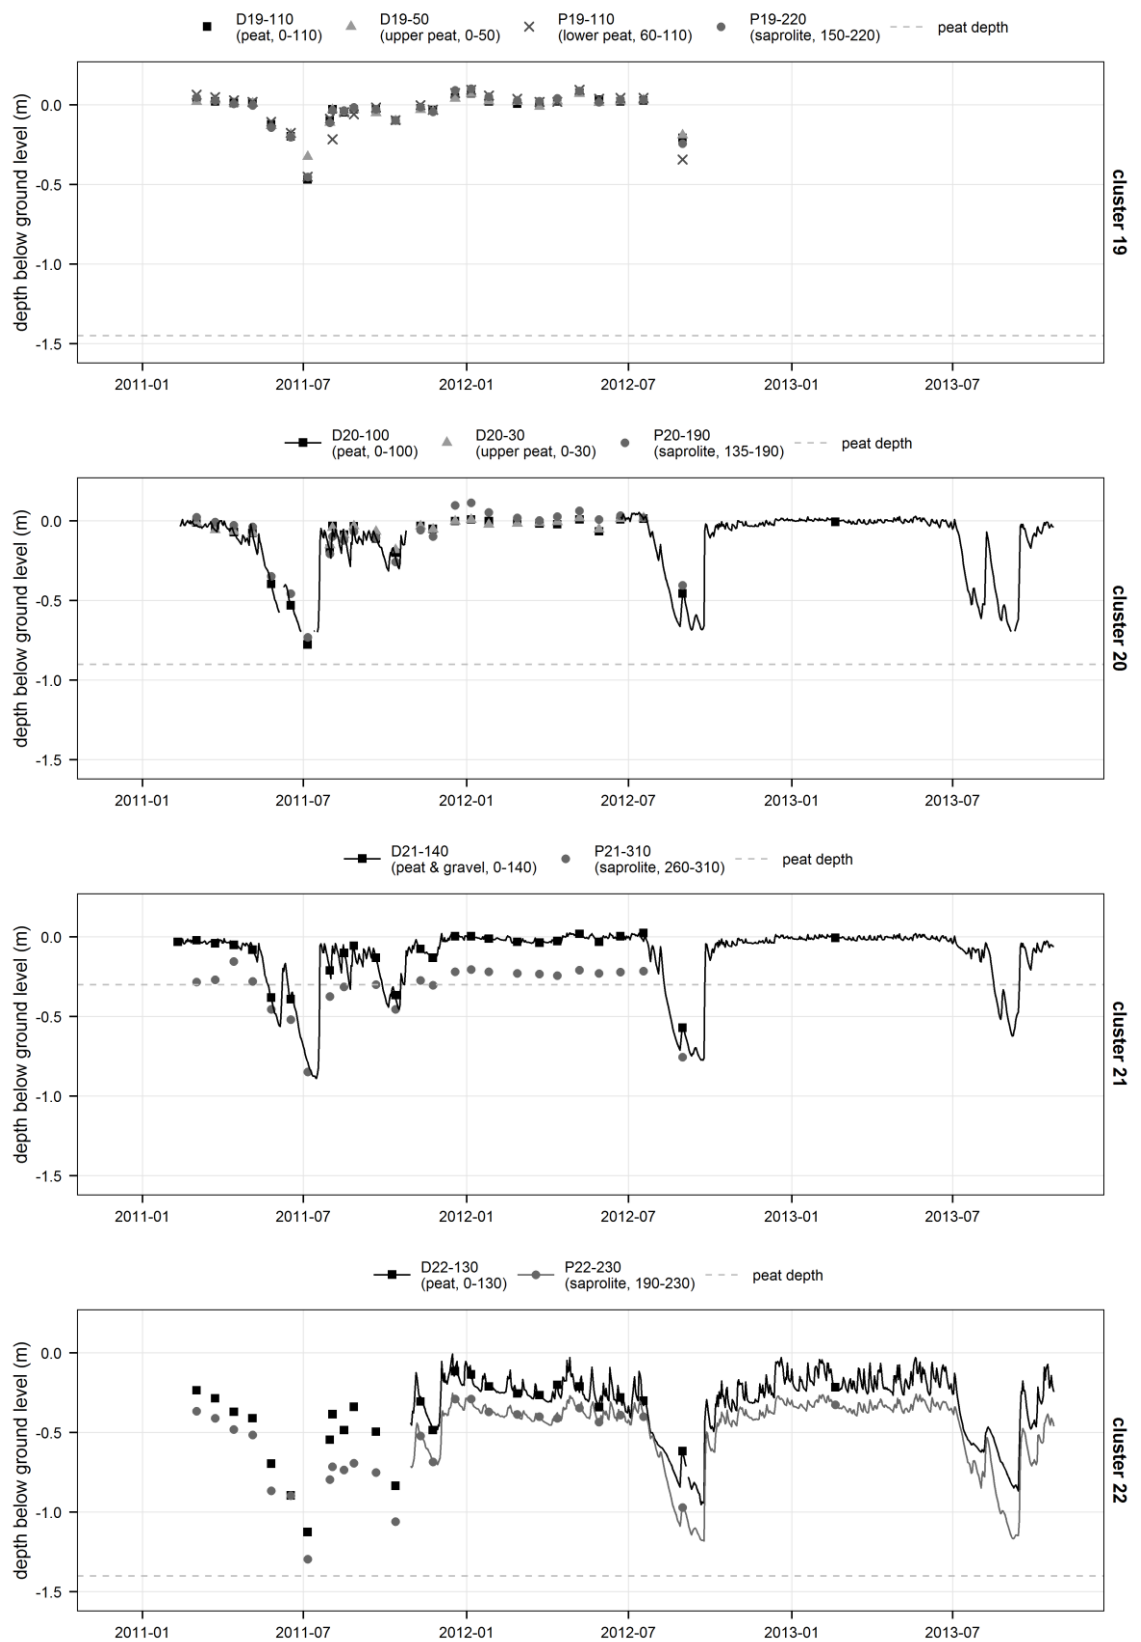 D19-110 D19-50 P19-110 P19-220 peat depth
(peat, 0-110) (upper peat, 0-50) (lower peat, 60-110) (saprolite, 150-220)
depth below ground level (m)
0.0
-0.5
-1.0
-1.5
cluster 19
2011-01 2011-07 2012-01 2012-07 2013-01 2013-07
D20-100 D20-30 P20-190 peat depth
(peat, 0-100) (upper peat, 0-30) (saprolite, 135-190)
depth below ground level (m)
0.0
-0.5
-1.0
-1.5
cluster 20
2011-01 2011-07 2012-01 2012-07 2013-01 2013-07
D21-140 P21-310 peat depth
(peat & gravel, 0-140) (saprolite, 260-310)
depth below ground level (m)
0.0
-0.5
-1.0
-1.5
cluster 21
2011-01 2011-07 2012-01 2012-07 2013-01 2013-07
D22-130 P22-230 peat depth
(peat, 0-130) (saprolite, 190-230)
depth below ground level (m)
0.0
-0.5
-1.0
-1.5
cluster 22
2011-01 2011-07 2012-01 2012-07 2013-01 2013-07